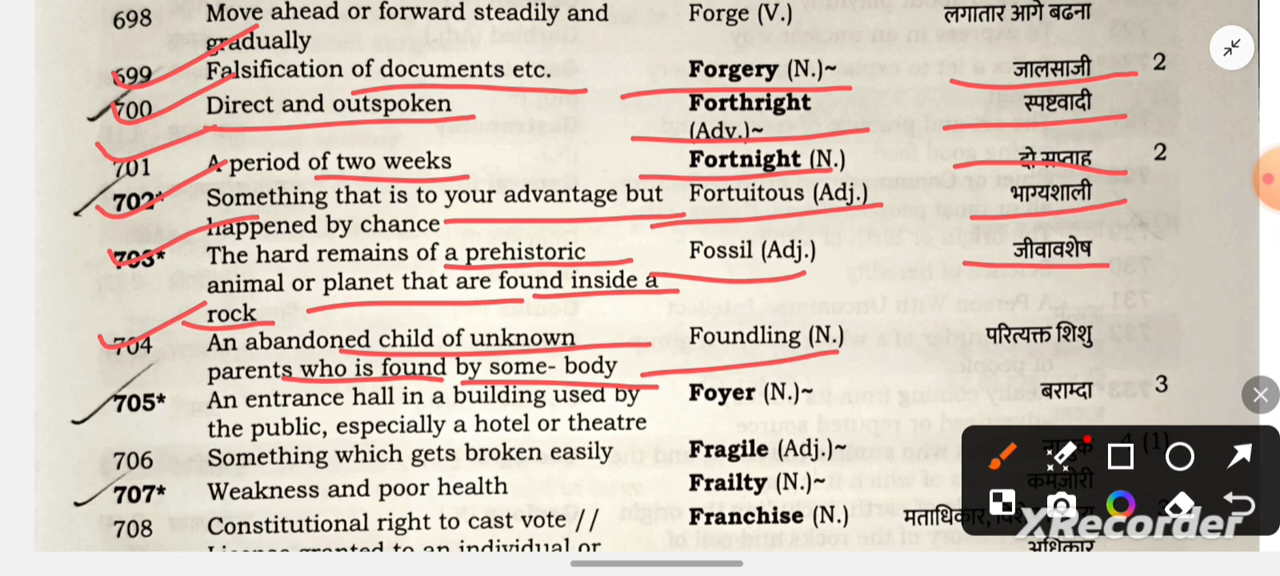 698 Move ahead or forward steadily and Forge (V.) लगातार आगे बढना
gradually
699 Falsification of documents etc. Forgery (N.)~ जालसाजी 2
700 Direct and outspoken Forthright स्पष्टवादी
(Adv.)~
701 A period of two weeks Fortnight (N.) दो सप्ताह 2
702* Something that is to your advantage but Fortuitous (Adj.) भाग्यशाली
happened by chance
703* The hard remains of a prehistoric Fossil (Adj.) जीवावशेष
animal or planet that are found inside a
rock
704 An abandoned child of unknown Foundling (N.) परित्यक्त शिशु
parents who is found by some- body
705* An entrance hall in a building used by Foyer (N.)~ बराम्दा 3
the public, especially a hotel or theatre
706 Something which gets broken easily Fragile (Adj.)~ (1)
707* Weakness and poor health Frailty (N.)~ कमजोरी
708 Constitutional right to cast vote // Franchise (N.) मताधिकार,
अधिकार
XRecorder